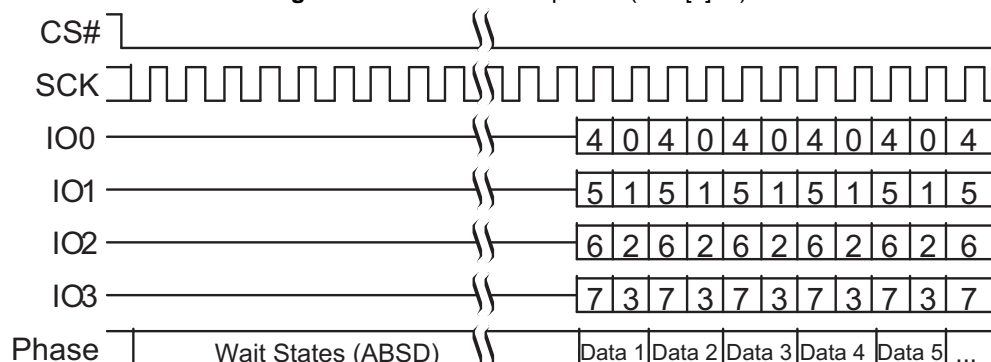 CS#
SCK
IO0 4 0 4 0 4 0 4 0 4 0 4
IO1 5 1 5 1 5 1 5 1 5 1 5
IO2 6 2 6 2 6 2 6 2 6 2 6
IO3 7 3 7 3 7 3 7 3 7 3 7
Phase Wait States (ABSD) Data 1 Data 2 Data 3 Data 4 Data 5 ...